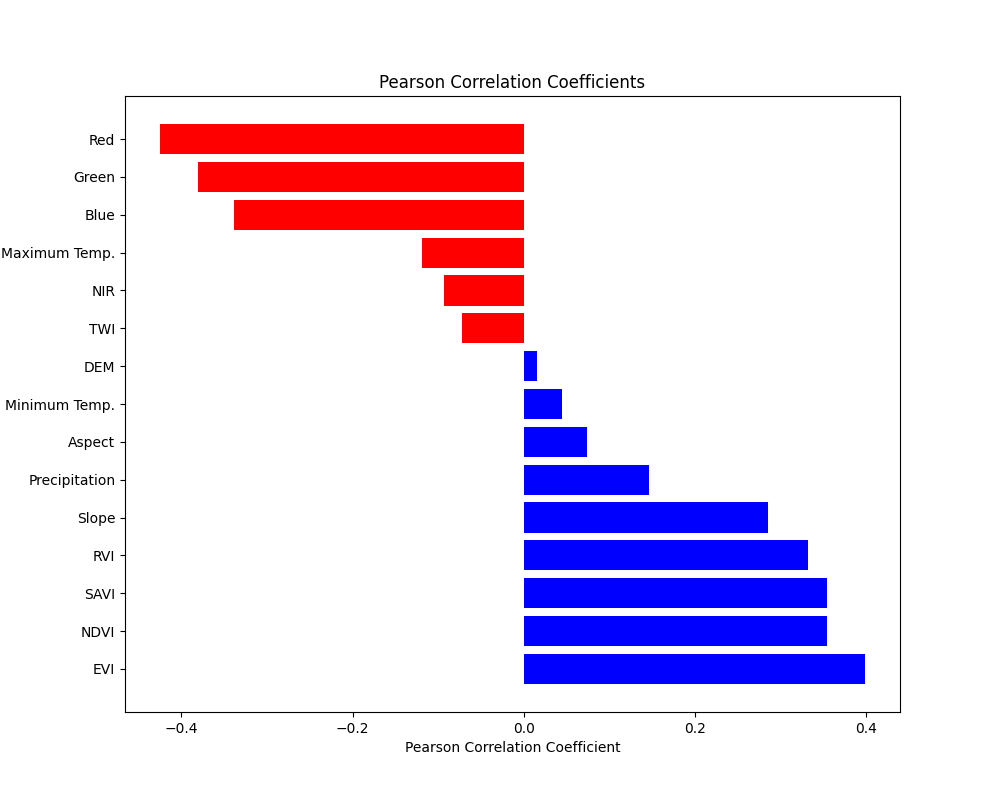 Pearson Correlation Coefficients
Red
Green
Blue
Maximum Temp.
NIR
TWI
DEM
Minimum Temp.
Aspect
Precipitation
Slope
RVI
SAVI
NDVI
EVI
−0.4 −0.2 0.0 0.2 0.4
Pearson Correlation Coefficient